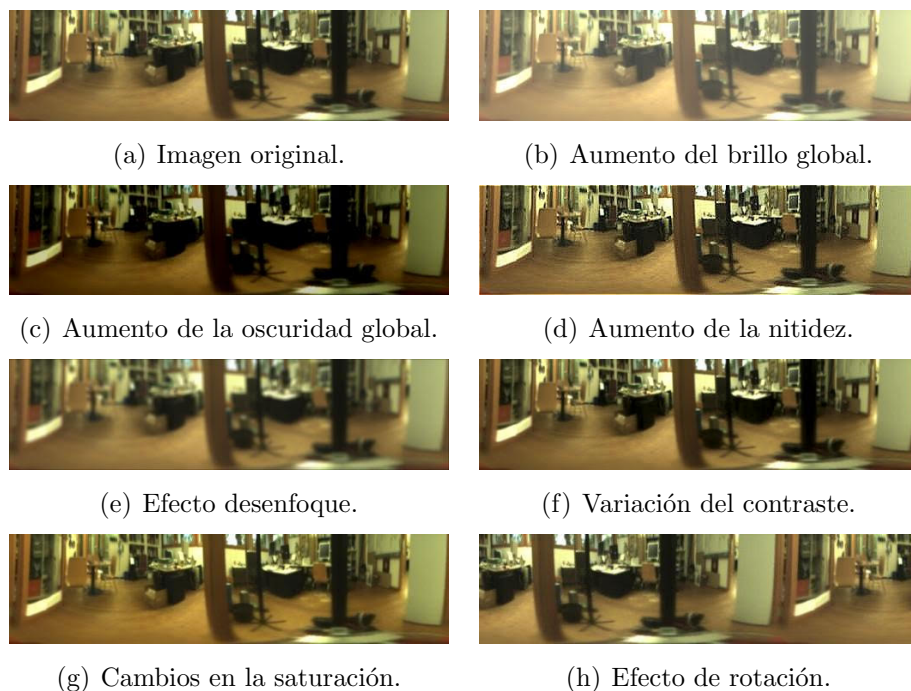 (a) Imagen original.
(b) Aumento del brillo global.
(c) Aumento de la oscuridad global.
(d) Aumento de la nitidez.
(e) Efecto desenfoque.
(f) Variación del contraste.
(g) Cambios en la saturación.
(h) Efecto de rotación.